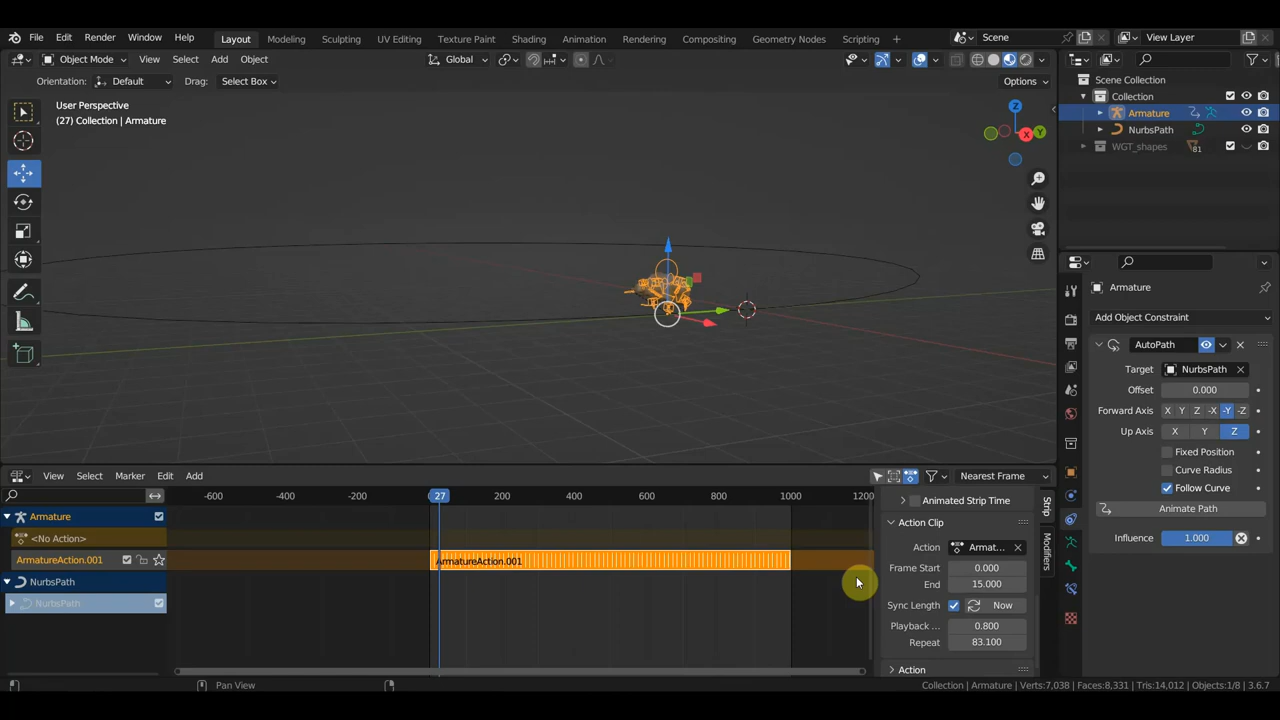 File Edit Render Window Help Layout Modeling Sculpting UV Editing Texture Paint Shading Animation Rendering Compositing Geometry Nodes Scripting + Scene View Layer
Object Mode View Select Add Object Global Default Options
Orientation: Default Drag: Select Box
User Perspective
(27) Collection | Armature
Z
Y
X
Scene Collection
Collection
Armature
NurbsPath
WGT_shapes 81
Armature
Add Object Constraint
AutoPath
Target NurbsPath
Offset 0.000
Forward Axis X Y Z -X -Y -Z
Up Axis X Y Z
Fixed Position
Curve Radius
Follow Curve
Animate Path
Influence 1.000
View Select Marker Edit Add Nearest Frame
-600 -400 -200 27 200 400 600 800 1000 1200
Armature
<No Action>
ArmatureAction.001
ArmatureAction.001
NurbsPath
NurbsPath
Animated Strip Time
Action Clip
Action Armat...
Frame Start 0.000
End 15.000
Sync Length Now
Playback ... 0.800
Repeat 83.100
Action
Strip
Modifiers
Pan View
Collection | Armature | Verts:7,038 | Faces:8,331 | Tris:14,012 | Objects:1/8 | 3.6.7